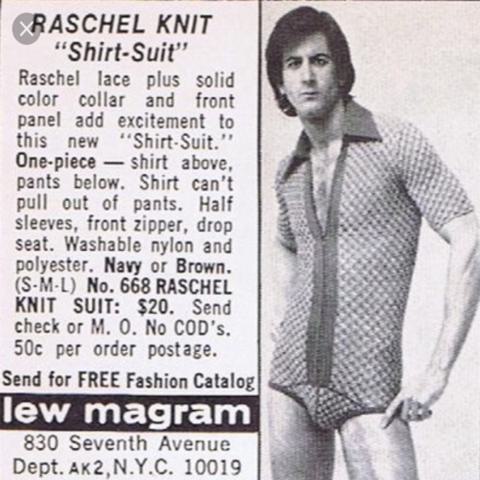 RASCHEL KNIT
"Shirt-Suit"
Raschel lace plus solid
color collar and front
panel add excitement to
this new "Shirt-Suit."
One-piece — shirt above,
pants below. Shirt can't
pull out of pants. Half
sleeves, front zipper, drop
seat. Washable nylon and
polyester. Navy or Brown.
(S-M-L) No. 668 RASCHEL
KNIT SUIT: $20. Send
check or M. O. No COD's.
50c per order postage.
Send for FREE Fashion Catalog
lew magram
830 Seventh Avenue
Dept. AK2, N.Y.C. 10019